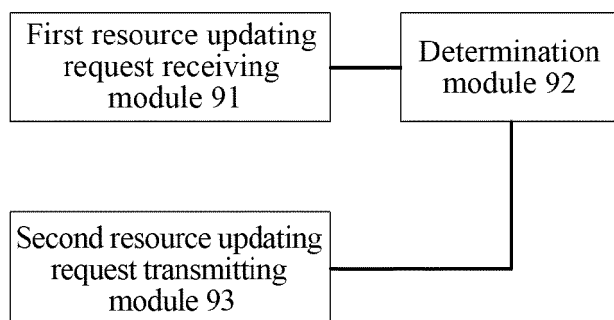 First resource updating
request receiving
module 91
Determination
module 92
Second resource updating
request transmitting
module 93